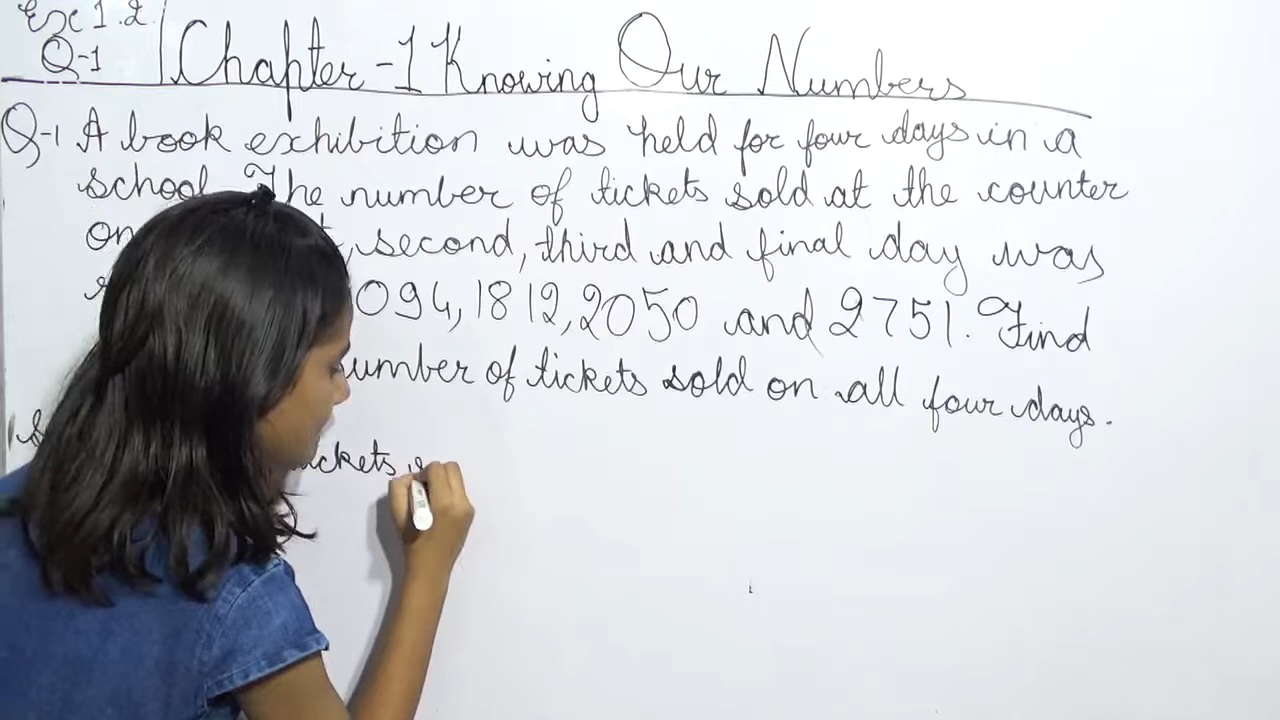 Ex 1.2
Q-1
Chapter-1 Knowing Our Numbers
Q-1 A book exhibition was held for four days in a
school. The number of tickets sold at the counter
on second, third and final day was
094, 1812, 2050 and 2751. Find
number of tickets sold on all four days.
tickets